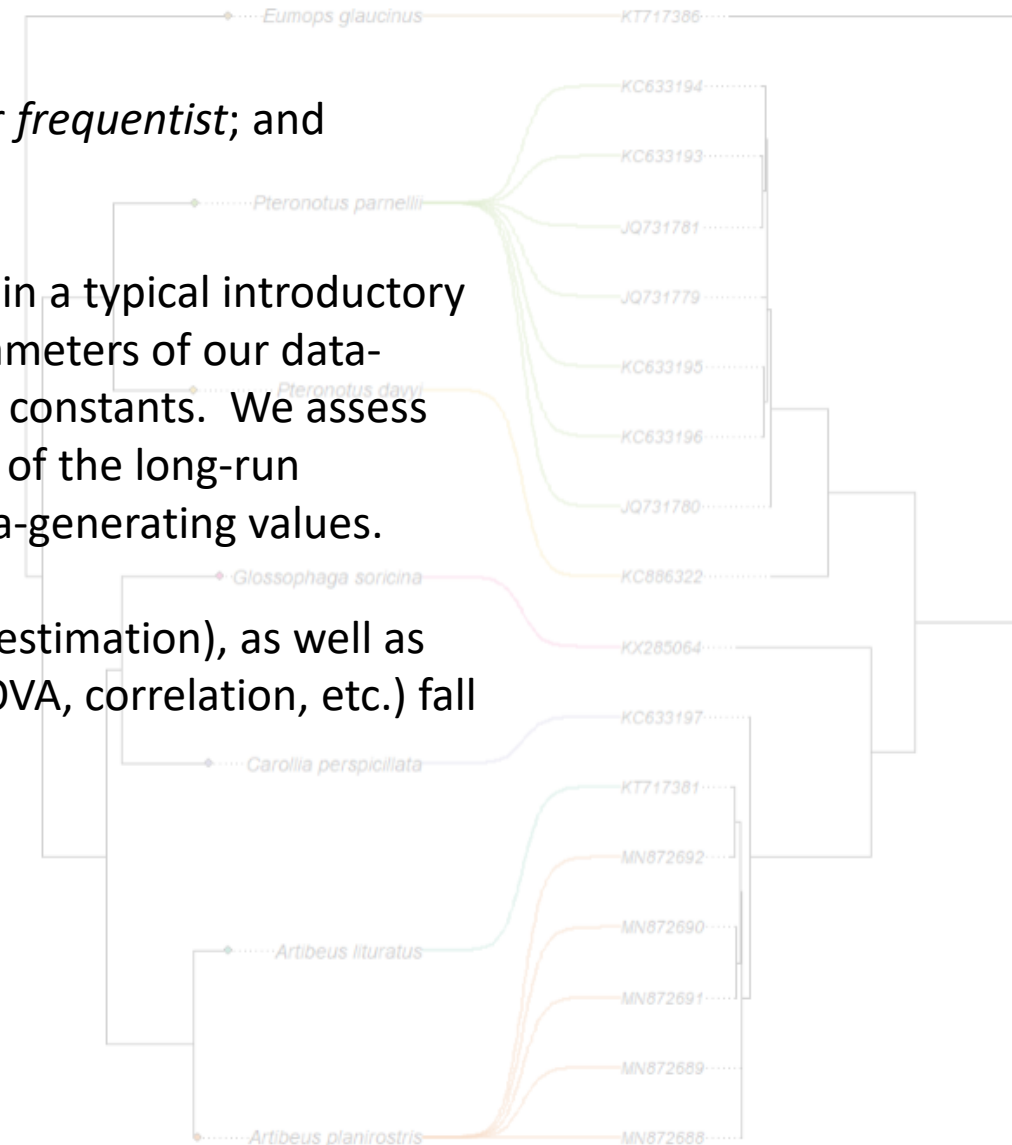 Eumops glaucinus KT717386
KC633194
r frequentist; and
KC633193
Pteronotus parnellii
JQ731781
in a typical introductory
JQ731779
ameters of our data-
KC633195
Pteronotus davyi
constants.  We assess
KC633196
of the long-run
JQ731780
a-generating values.
Glossophaga soricina KC886322
estimation), as well as
KX285064
OVA, correlation, etc.) fall
KC633197
Carollia perspicillata
KT717381
MN872692
MN872690
Artibeus lituratus
MN872691
MN872689
Artibeus planirostris MN872688